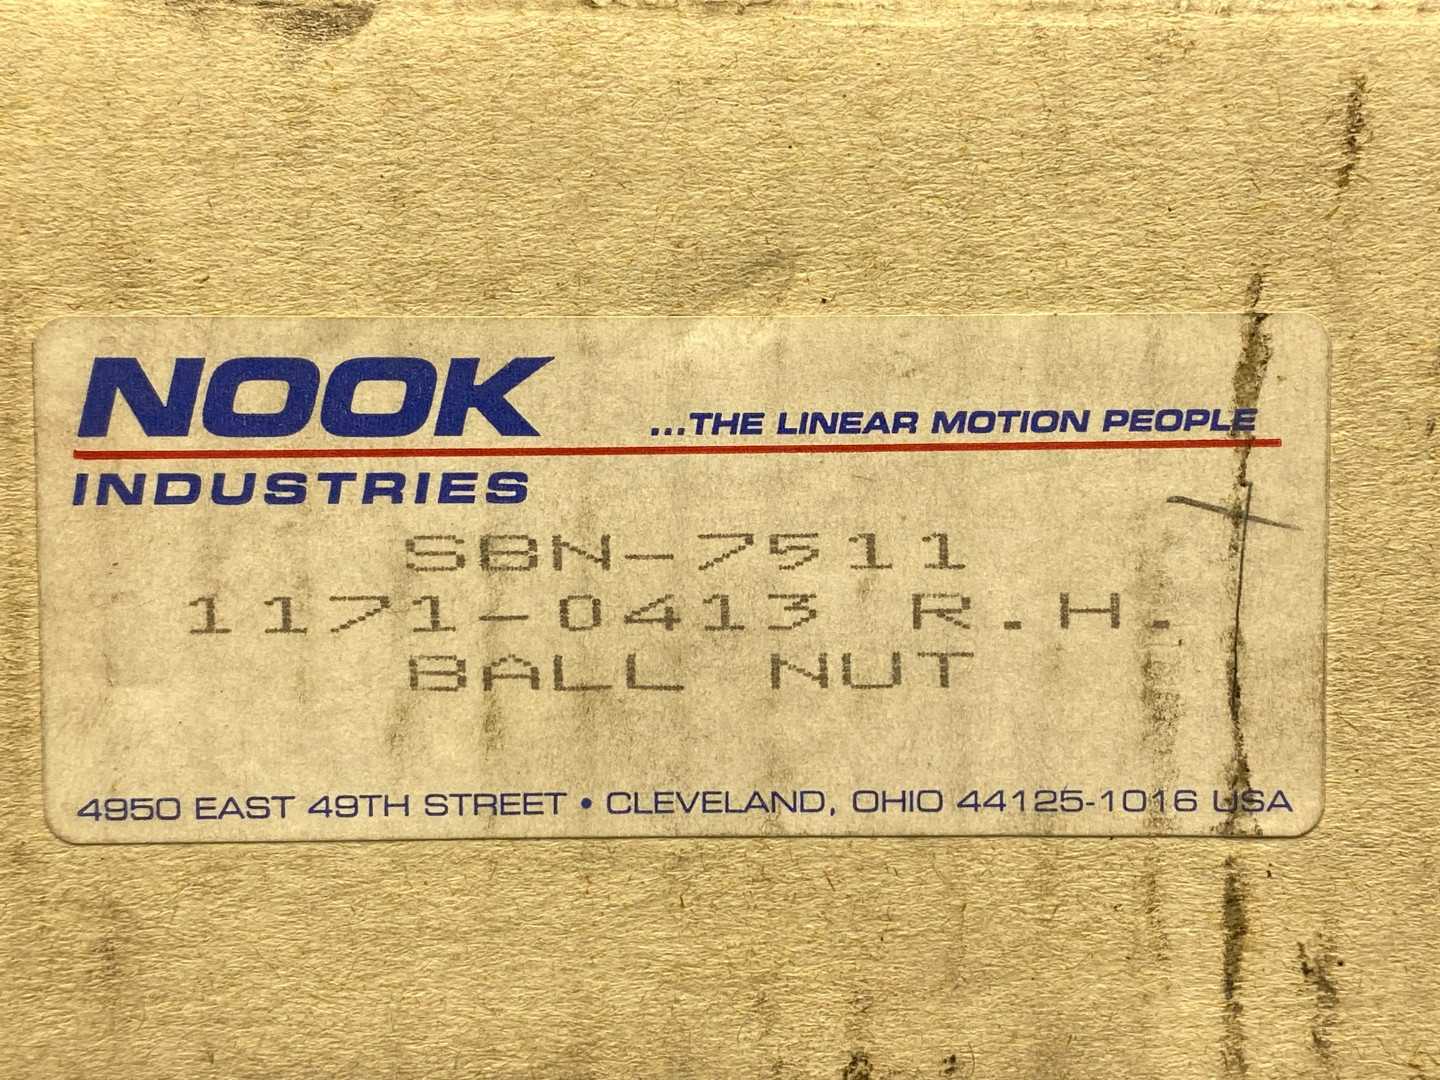 NOOK
...THE LINEAR MOTION PEOPLE
INDUSTRIES
SBN-7511
1171-0413 R.H.
BALL NUT
4950 EAST 49TH STREET • CLEVELAND, OHIO 44125-1016 USA